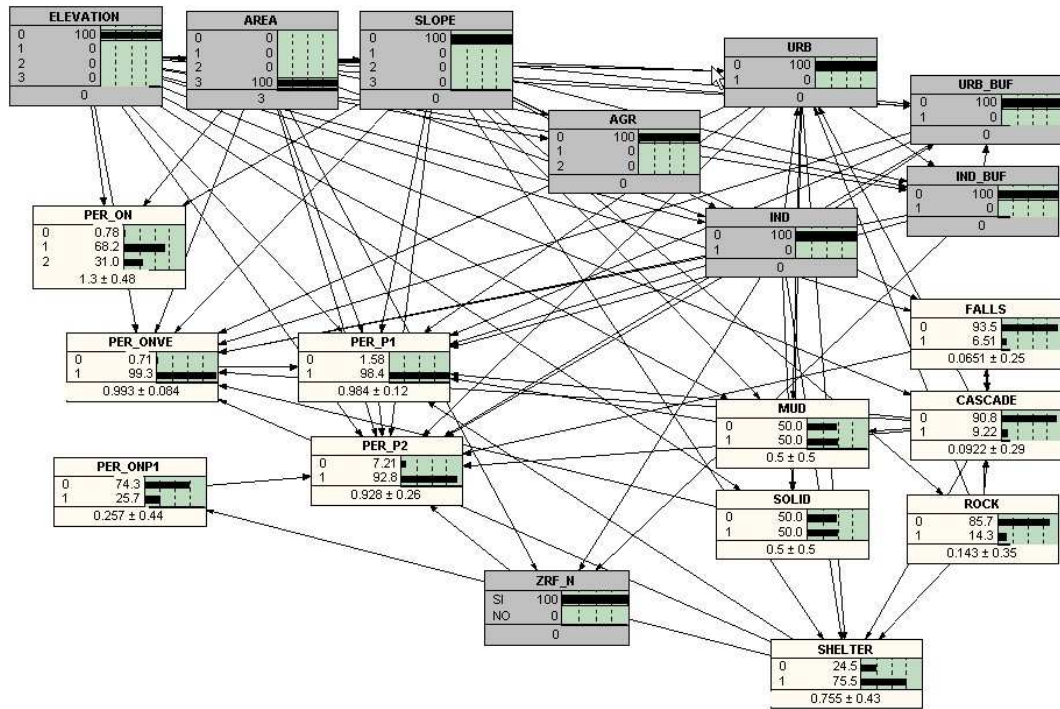 ELEVATION
0 100
1 0
2 0
3 0
0
AREA
0 0
1 0
2 0
3 100
3
SLOPE
0 100
1 0
2 0
3 0
0
URB
0 100
1 0
0
URB_BUF
0 100
1 0
0
AGR
0 100
1 0
2 0
0
IND_BUF
0 100
1 0
0
PER_ON
0 0.78
1 68.2
2 31.0
1.3 ± 0.48
IND
0 100
1 0
0
FALLS
0 93.5
1 6.51
0.0651 ± 0.25
PER_ONVE
0 0.71
1 99.3
0.993 ± 0.084
PER_P1
0 1.58
1 98.4
0.984 ± 0.12
CASCADE
0 90.8
1 9.22
0.0922 ± 0.29
MUD
0 50.0
1 50.0
0.5 ± 0.5
PER_P2
0 7.21
1 92.8
0.928 ± 0.26
PER_ONP1
0 74.3
1 25.7
0.257 ± 0.44
SOLID
0 50.0
1 50.0
0.5 ± 0.5
ROCK
0 85.7
1 14.3
0.143 ± 0.35
ZRF_N
SI 100
NO 0
0
SHELTER
0 24.5
1 75.5
0.755 ± 0.43